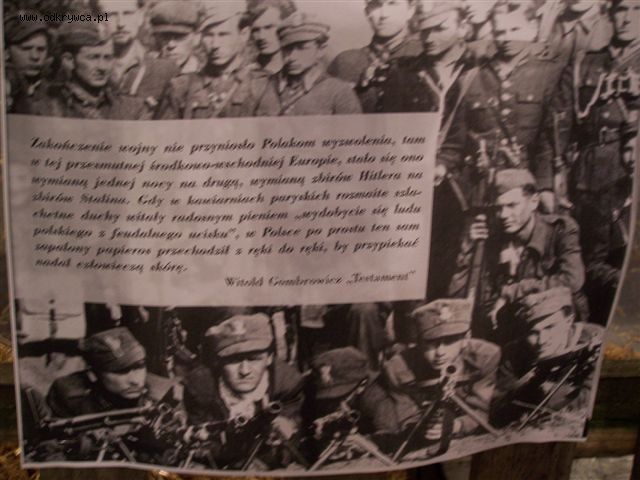 www.odkrywca.pl
Zakończenie wojny nie przyniosło Polakom wyzwolenia, tam
w tej przesmutnej środkowo-wschodniej Europie, stało się ono
wymianą jednej nocy na drugą, wymianą zbirów Hitlera na
zbirów Stalina. Gdy w kawiarniach paryskich rozmaite szla-
chetne duchy witały radosnym pieniem „wydobycie się ludu
polskiego z feudalnego ucisku", w Polsce po prostu ten sam
zapalony papieros przechodził z ręki do ręki, by przypiekać
nadal człowieczą skórę.
Witold Gombrowicz „Testament"